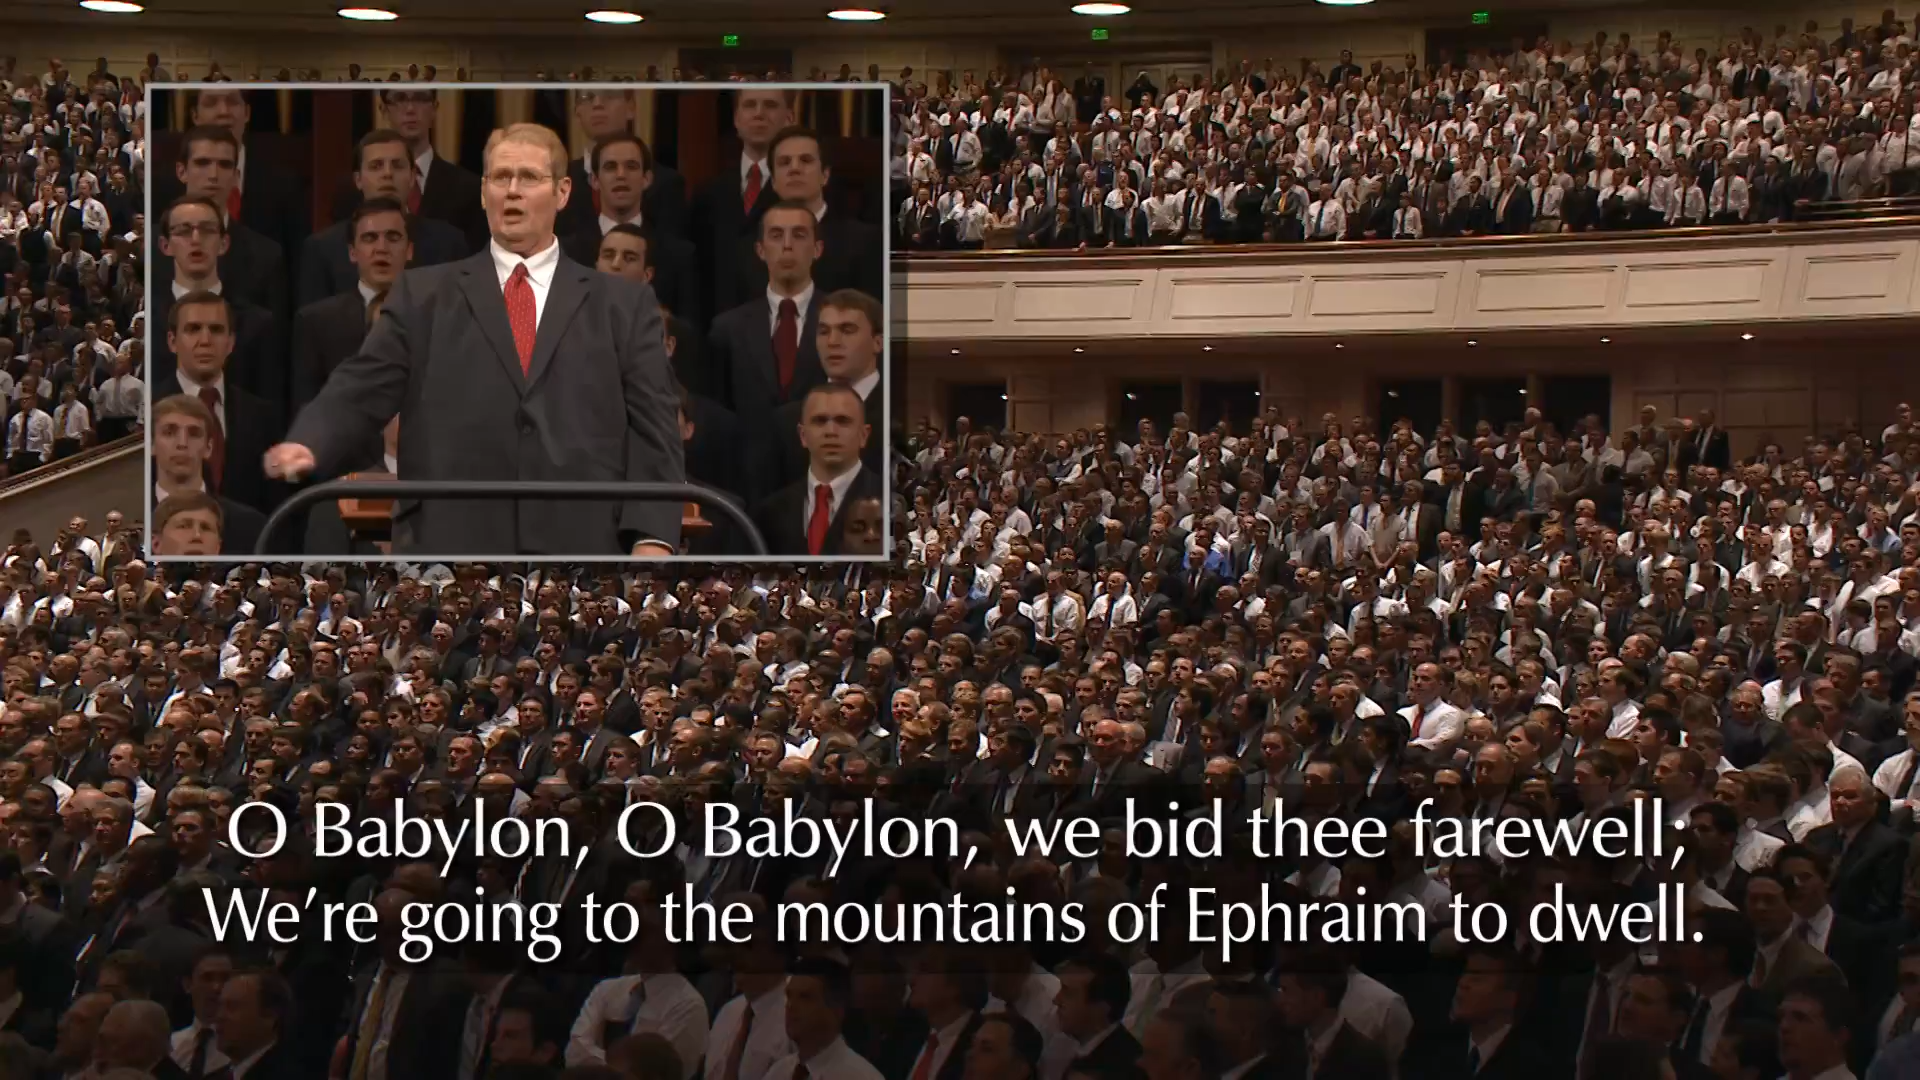 O Babylon, O Babylon, we bid thee farewell;
We’re going to the mountains of Ephraim to dwell.